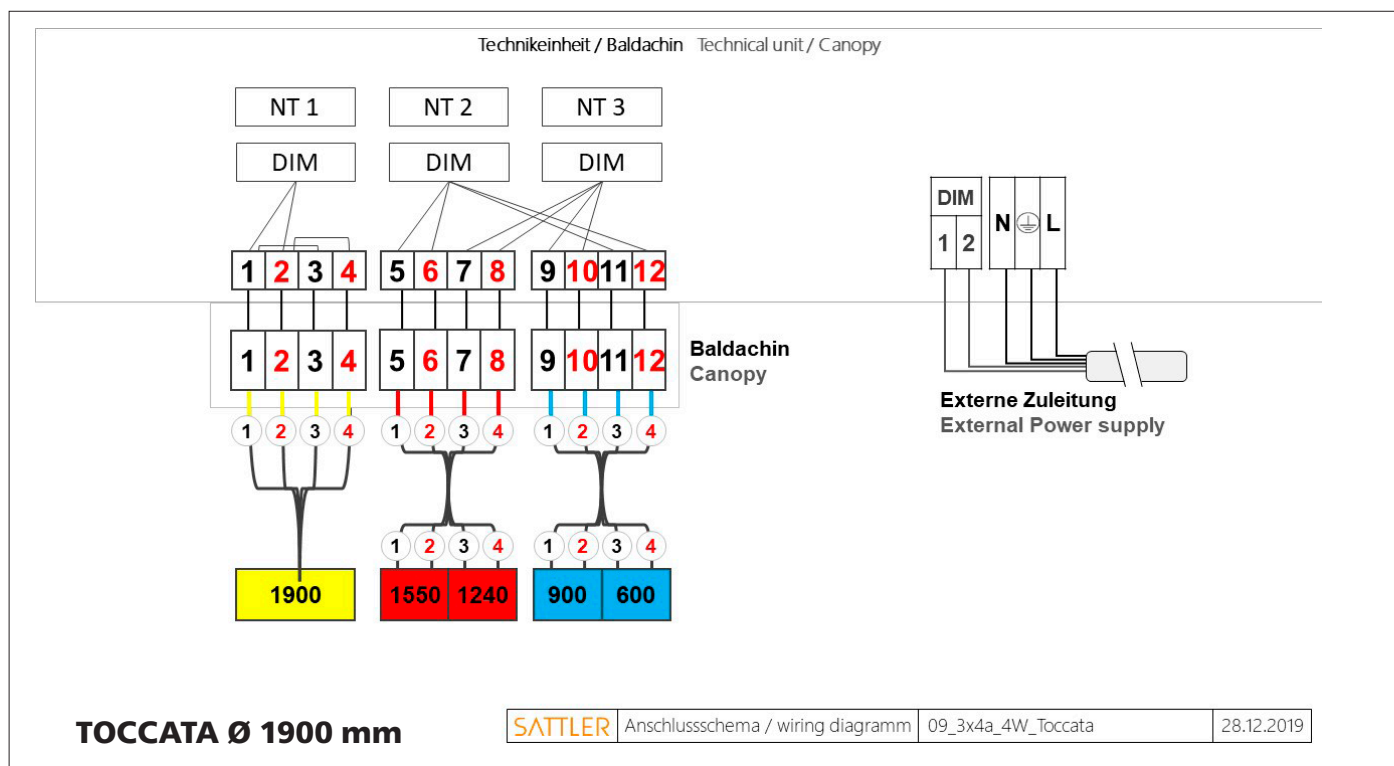 Technikeinheit / Baldachin Technical unit / Canopy
NT 1 NT 2 NT 3
DIM DIM DIM
DIM
N L
1 2
1 2 3 4 5 6 7 8 9 10 11 12
1 2 3 4 5 6 7 8 9 10 11 12
Baldachin
Canopy
Externe Zuleitung
External Power supply
1 2 3 4 1 2 3 4 1 2 3 4
1 2 3 4 1 2 3 4
1900 1550 1240 900 600
TOCCATA Ø 1900 mm
SATTLER Anschlussschema / wiring diagramm 09_3x4a_4W_Toccata 28.12.2019